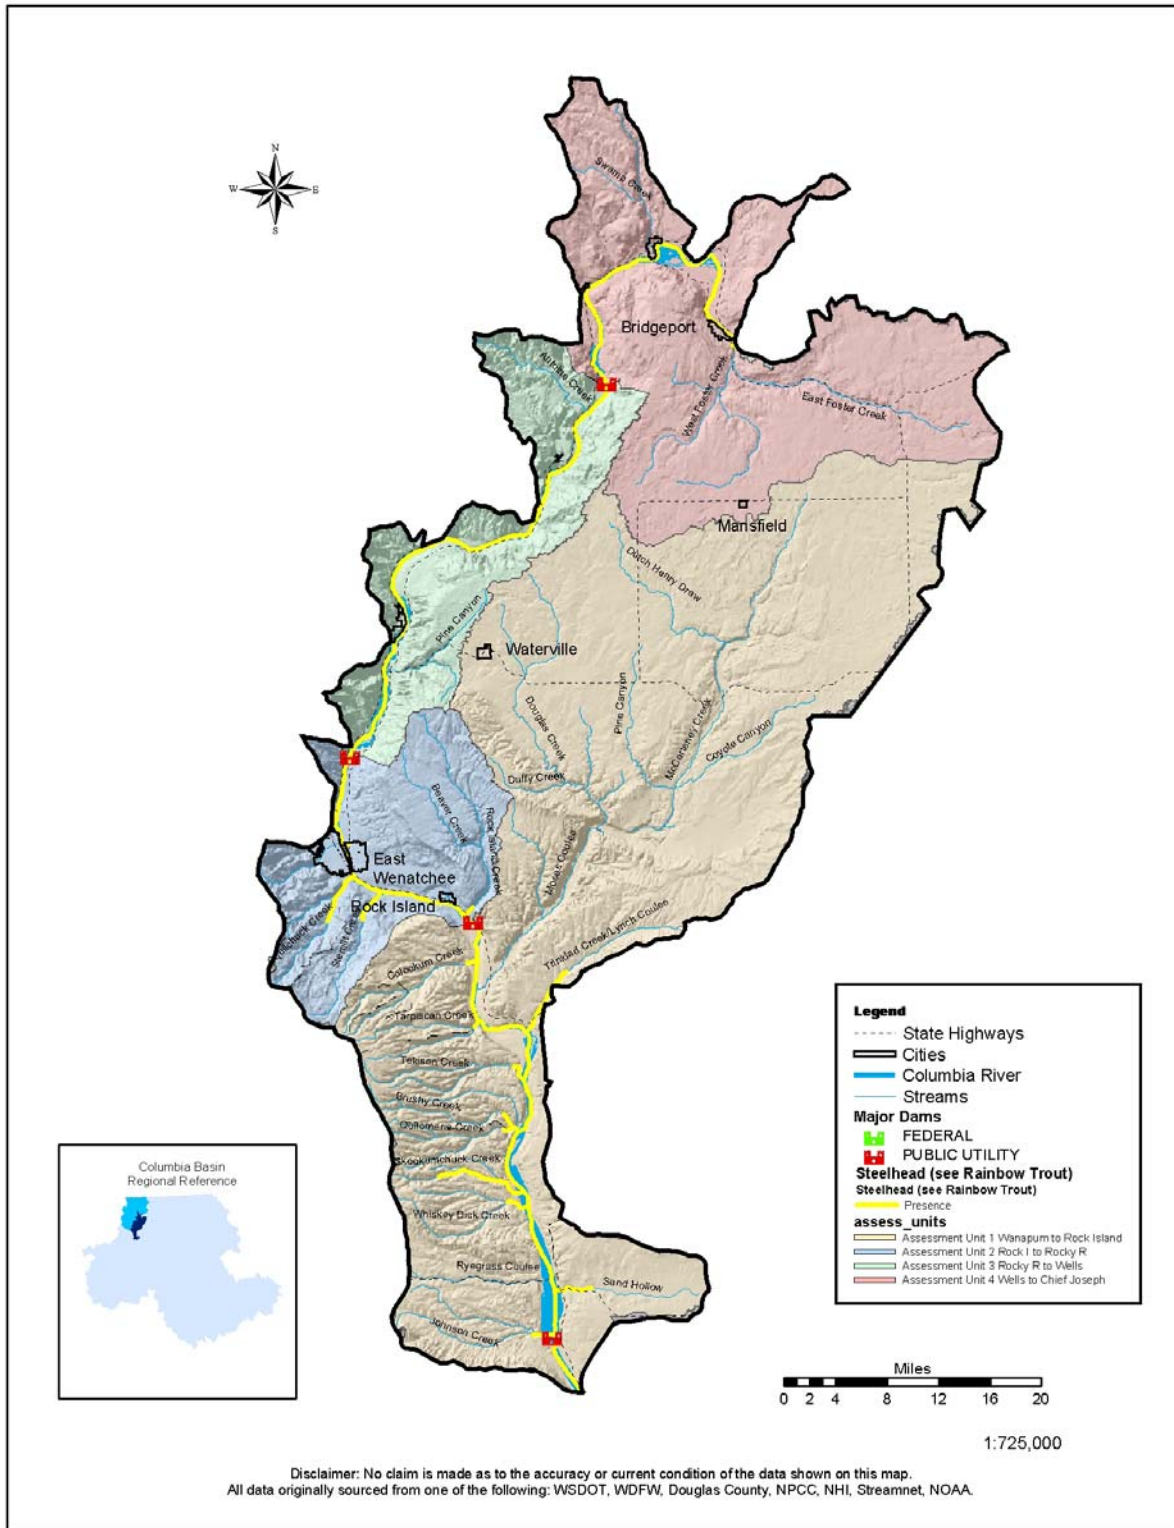 N
W
E
S
Swamp Creek
Bridgeport
Antoine Creek
West Foster Creek
East Foster Creek
Mansfield
Dutch Henry Draw
Pine Canyon
Waterville
Douglas Creek
Pine Canyon
McCarteney Creek
Coyote Canyon
Duffy Creek
Beaver Creek
Rock Island Creek
Moses Coulee
East
Wenatchee
Rock Island
Stemilt Creek
Trinidad Creek/Lynch Coulee
Colockum Creek
Tarpiscan Creek
Tekison Creek
Brushy Creek
Quilomene Creek
Skookumchuck Creek
Whiskey Dick Creek
Ryegrass Coulee
Sand Hollow
Johnson Creek
Legend
State Highways
Cities
Columbia River
Streams
Major Dams
FEDERAL
PUBLIC UTILITY
Steelhead (see Rainbow Trout)
Steelhead (see Rainbow Trout)
Presence
assess_units
Assessment Unit 1 Wanapum to Rock Island
Assessment Unit 2 Rock I to Rocky R
Assessment Unit 3 Rocky R to Wells
Assessment Unit 4 Wells to Chief Joseph
Columbia Basin
Regional Reference
Miles
0 2 4 8 12 16 20
1:725,000
Disclaimer: No claim is made as to the accuracy or current condition of the data shown on this map.
All data originally sourced from one of the following: WSDOT, WDFW, Douglas County, NPCC, NHI, Streamnet, NOAA.